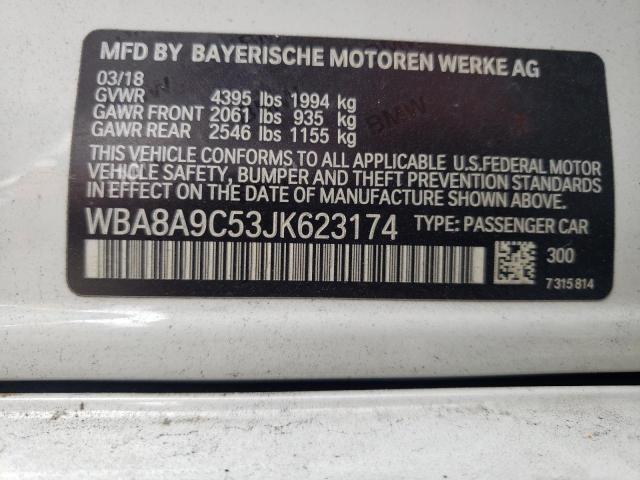 MFD BY BAYERISCHE MOTOREN WERKE AG
03/18
GVWR 4395 lbs 1994 kg
GAWR FRONT 2061 lbs 935 kg
GAWR REAR 2546 lbs 1155 kg
THIS VEHICLE CONFORMS TO ALL APPLICABLE U.S.FEDERAL MOTOR
VEHICLE SAFETY, BUMPER AND THEFT PREVENTION STANDARDS
IN EFFECT ON THE DATE OF MANUFACTURE SHOWN ABOVE.
WBA8A9C53JK623174 TYPE: PASSENGER CAR
300
7315814
BMW